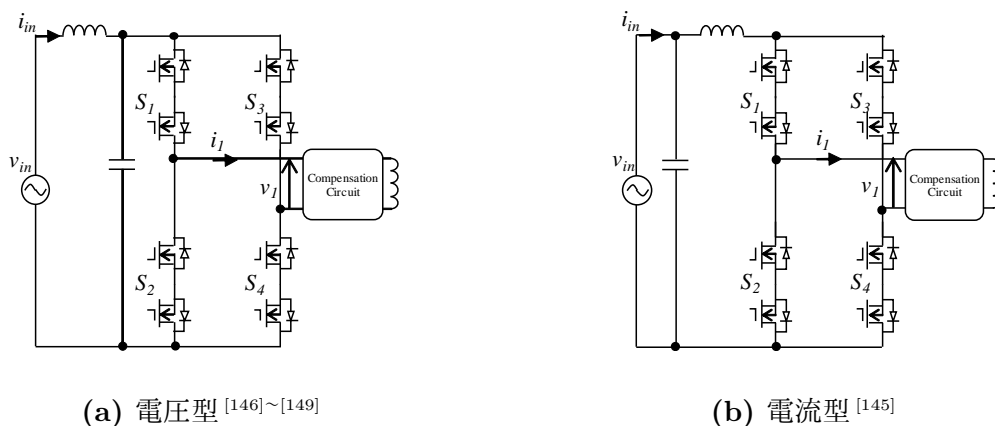 i_in
S_1
S_3
i_1
v_in
v_1
Compensation
Circuit
S_2
S_4
(a) 電圧型 [146]~[149]
i_in
S_1
S_3
i_1
v_in
v_1
Compensation
Circuit
S_2
S_4
(b) 電流型 [145]